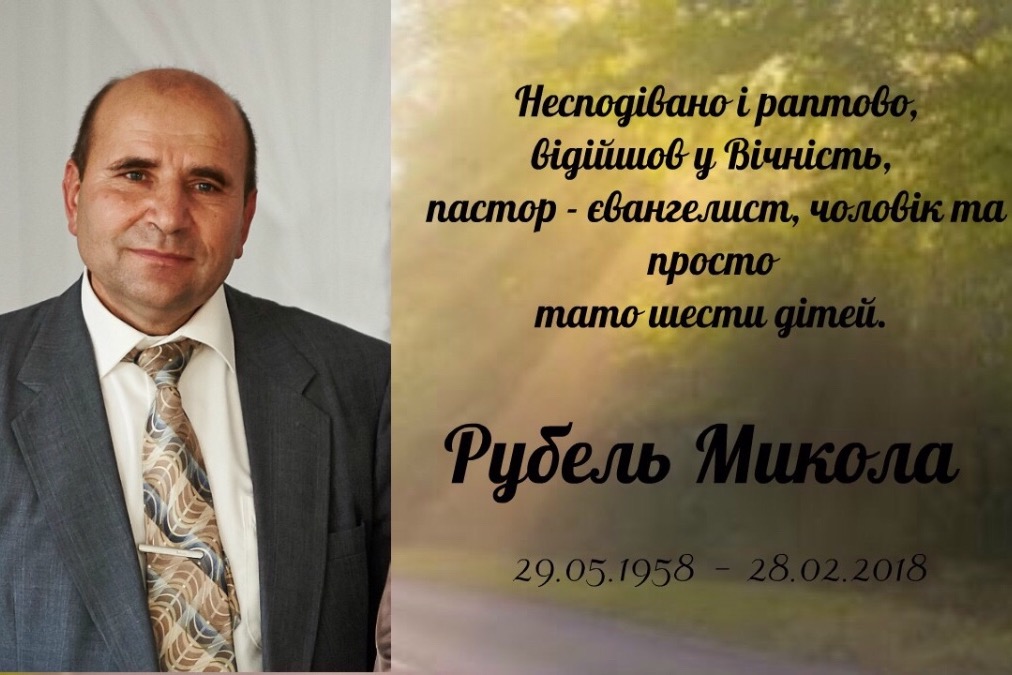 Несподівано і раптово,
відійшов у Вічність,
пастор - євангелист, чоловік та
просто
тато шести дітей.
Рубель Микола
29.05.1958 - 28.02.2018